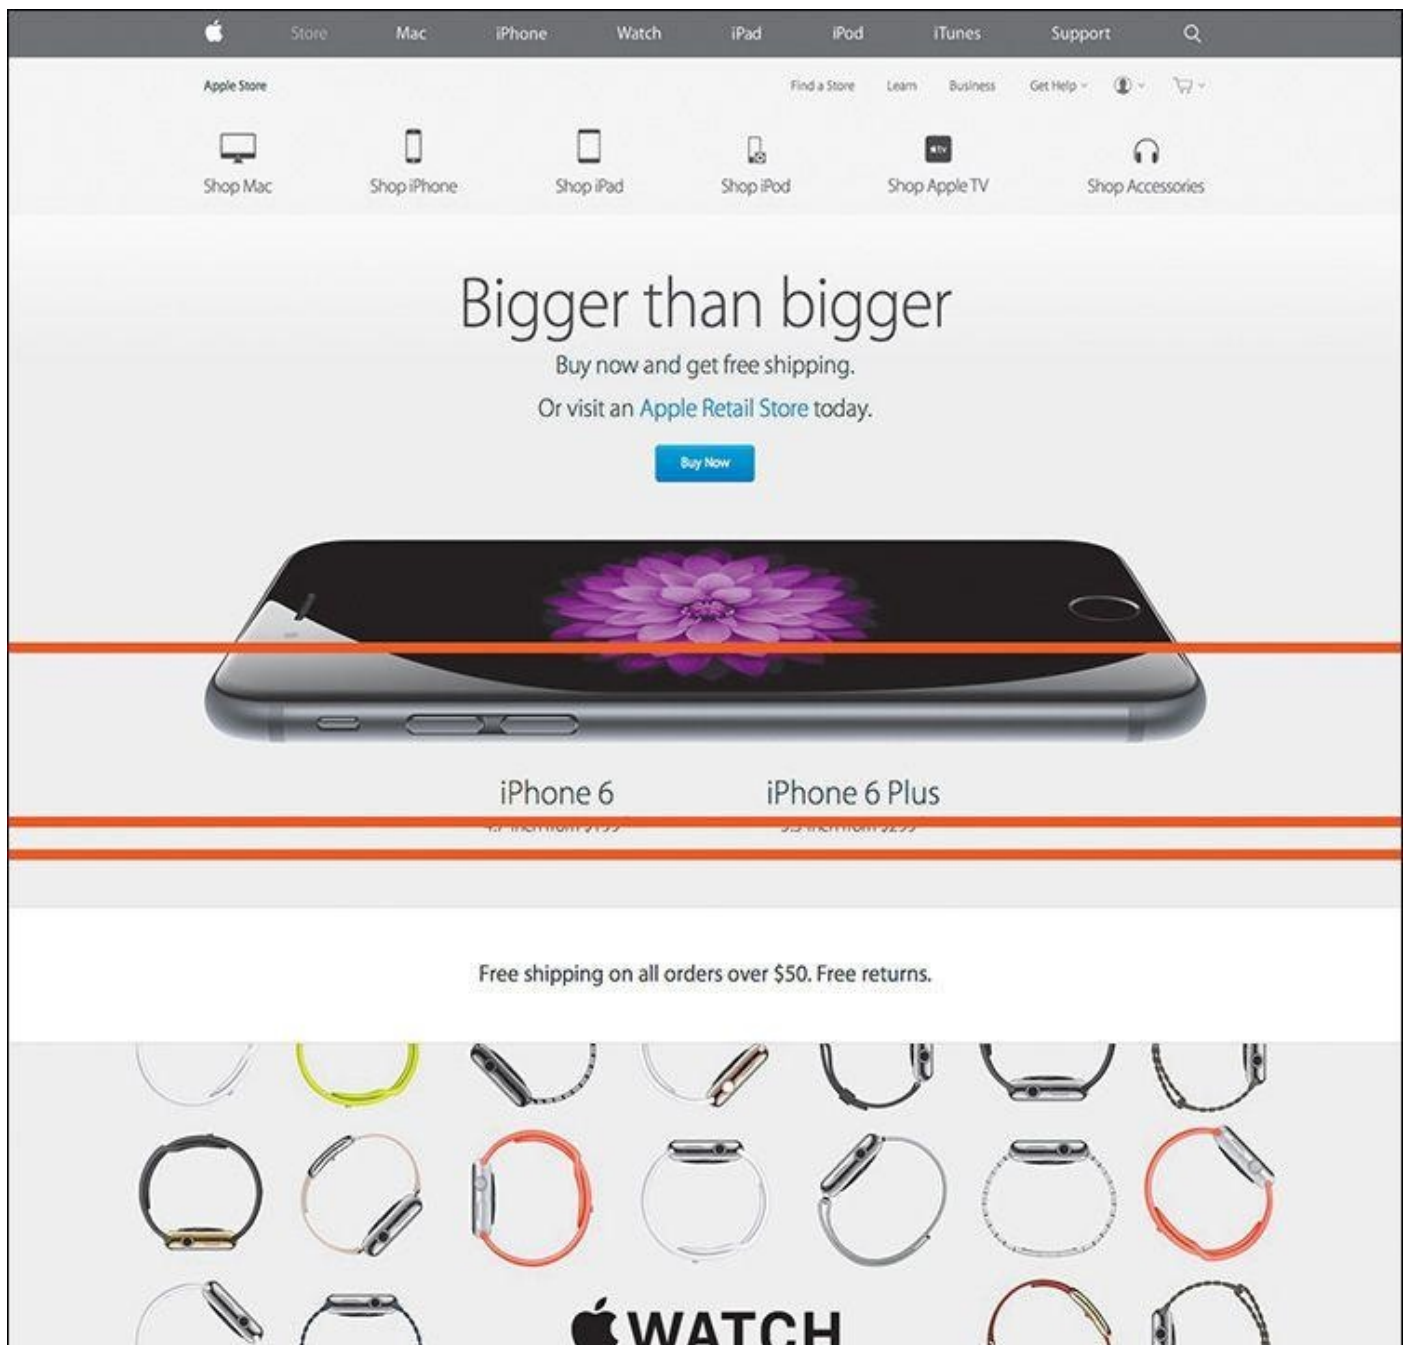 Store Mac iPhone Watch iPad iPod iTunes Support
Apple Store Find a Store Learn Business Get Help
tv
Shop Mac Shop iPhone Shop iPad Shop iPod Shop Apple TV Shop Accessories
Bigger than bigger
Buy now and get free shipping.
Or visit an Apple Retail Store today.
Buy Now
iPhone 6 iPhone 6 Plus
Free shipping on all orders over $50. Free returns.
WATCH